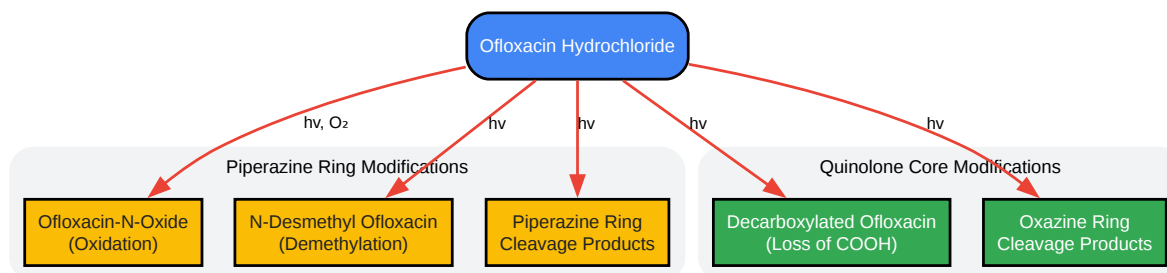 Ofloxacin Hydrochloride
hv, O₂
hv
hv
hv
hv
Piperazine Ring Modifications
Quinolone Core Modifications
Ofloxacin-N-Oxide
(Oxidation)
N-Desmethyl Ofloxacin
(Demethylation)
Piperazine Ring
Cleavage Products
Decarboxylated Ofloxacin
(Loss of COOH)
Oxazine Ring
Cleavage Products